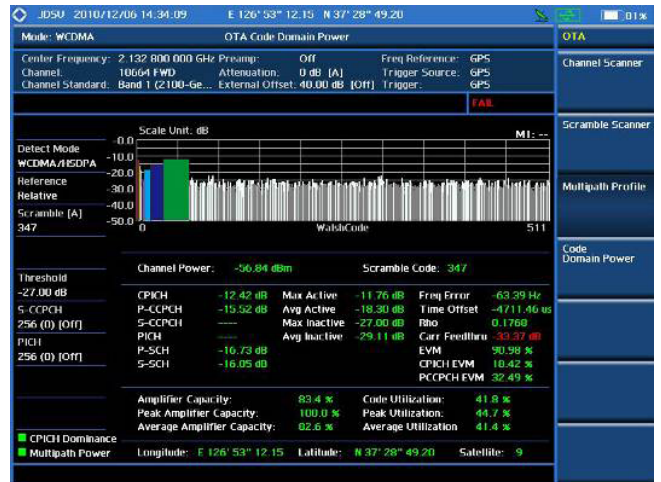 JDSU 2010/12/06 14:34:09 E 126° 53" 12.15 N 37° 28" 49.20 81%
Mode: WCDMA OTA Code Domain Power OTA
Center Frequency: 2.132 800 000 GHz Preamp: Off Freq Reference: GPS
Channel: 10664 FWD Attenuation: 0 dB [A] Trigger Source: GPS
Channel Standard: Band 1 (2100-Ge... External Offset: 40.00 dB [Off] Trigger: GPS
Channel Scanner
FAIL
Scale Unit: dB
M1: --
Scramble Scanner
Detect Mode
WCDMA/HSDPA
Reference
Relative
Scramble [A]
347
-0.0
-10.0
-20.0
-30.0
-40.0
-50.0
0 WalshCode 511
Multipath Profile
Code
Domain Power
Channel Power: -56.84 dBm Scramble Code: 347
Threshold
-27.00 dB
S-CCPCH
256 (0) [Off]
PICH
256 (0) [Off]
CPICH -12.42 dB Max Active -11.76 dB Freq Error -63.39 Hz
P-CCPCH -15.52 dB Avg Active -18.30 dB Time Offset -4711.46 us
S-CCPCH ---- Max Inactive -27.00 dB Rho 0.1760
PICH ---- Avg Inactive -29.11 dB Carr Feedthru -33.37 dB
P-SCH -16.73 dB EVM 90.98 %
S-SCH -16.05 dB CPICH EVM 10.42 %
PCCPCH EVM 32.49 %
Amplifier Capacity: 83.4 % Code Utilization: 41.8 %
Peak Amplifier Capacity: 100.0 % Peak Utilization: 44.7 %
Average Amplifier Capacity: 82.6 % Average Utilization 41.4 %
CPICH Dominance
Multipath Power
Longitude: E 126° 53" 12.15 Latitude: N 37° 28" 49.20 Satellite: 9